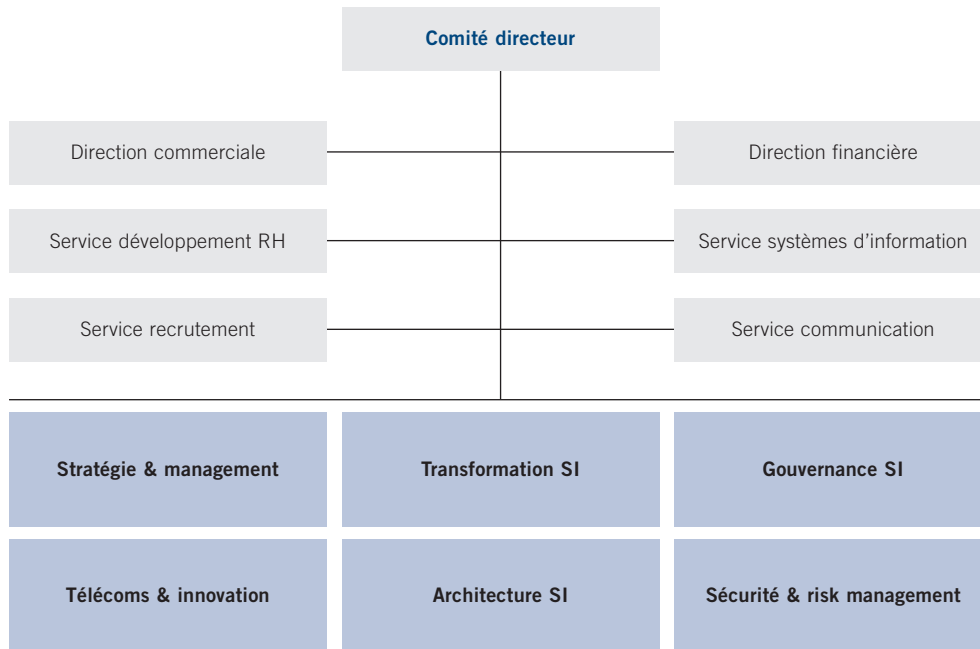 Comité directeur
Direction commerciale
Direction financière
Service développement RH
Service systèmes d'information
Service recrutement
Service communication
Stratégie & management
Transformation SI
Gouvernance SI
Télécoms & innovation
Architecture SI
Sécurité & risk management